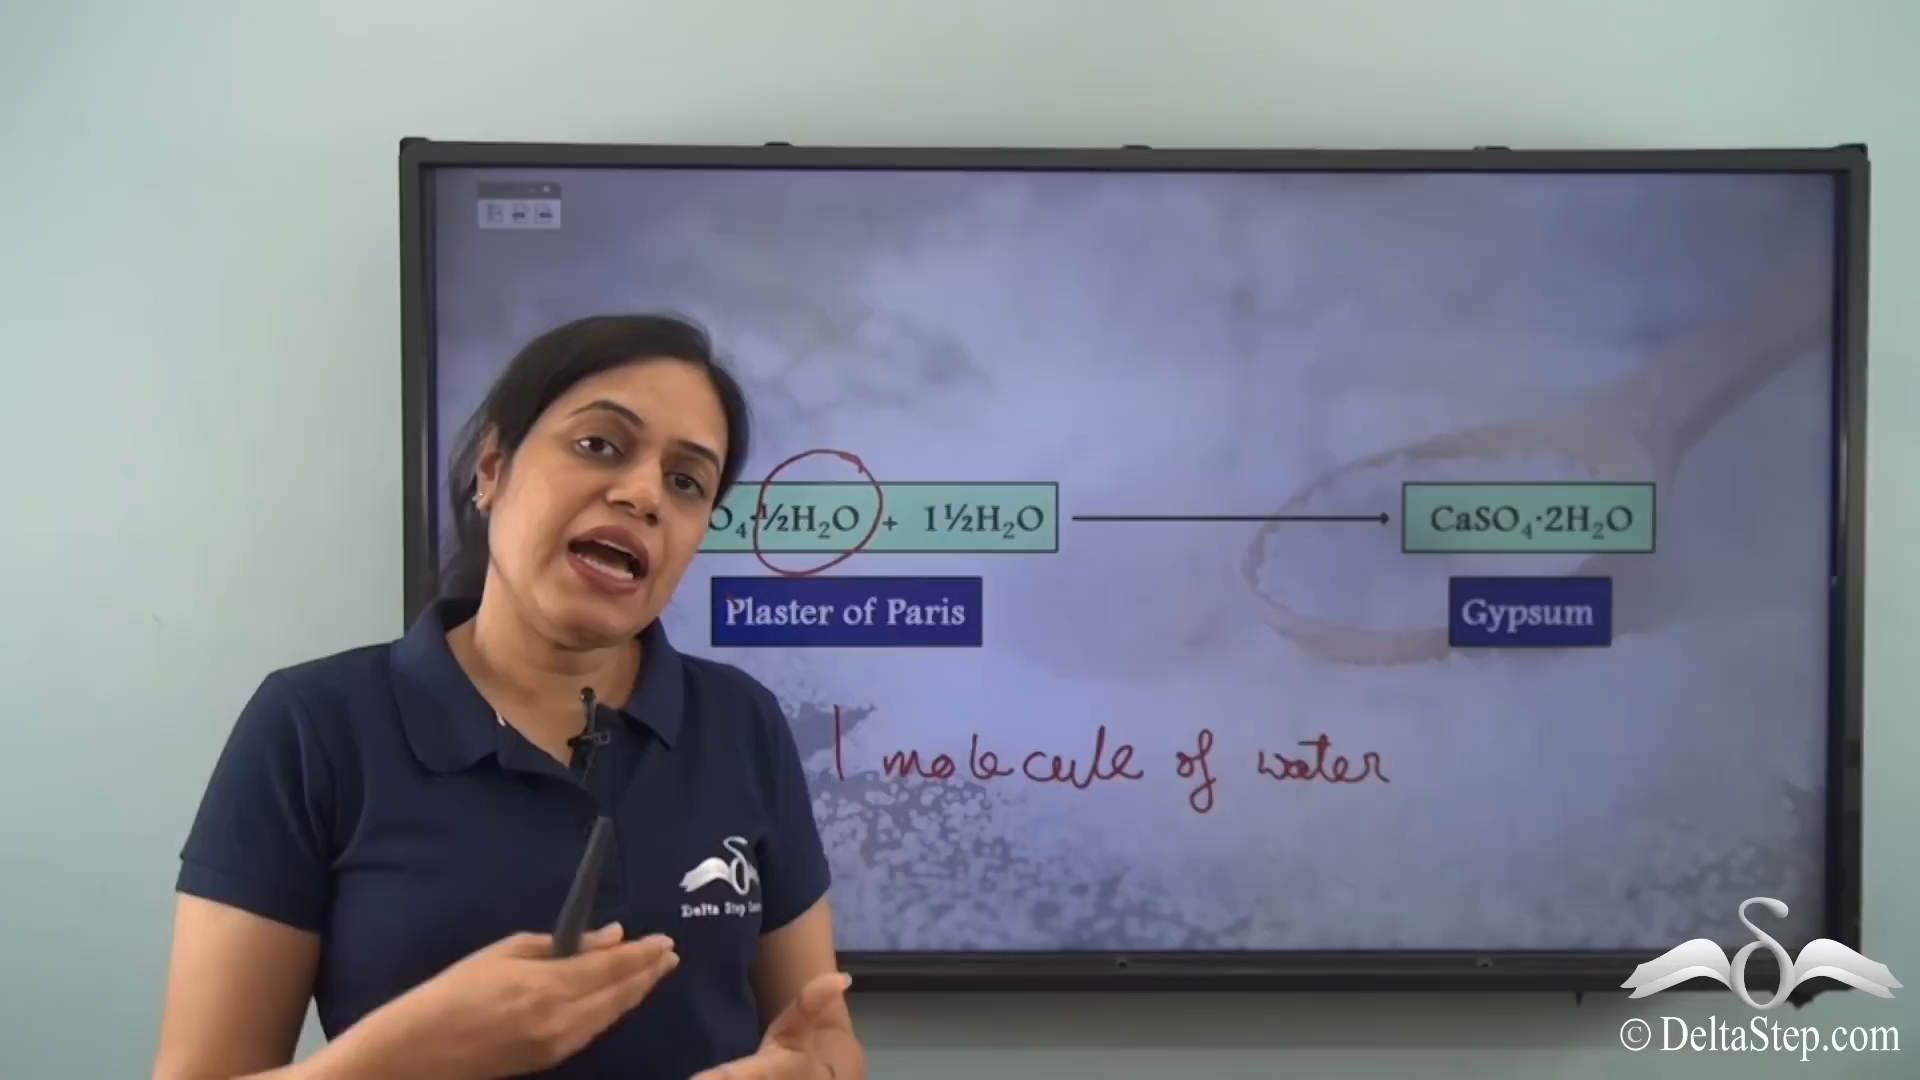 O₄·½H₂O + 1½H₂O
CaSO₄·2H₂O
Plaster of Paris
Gypsum
1 molecule of water
Delta Step
© DeltaStep.com